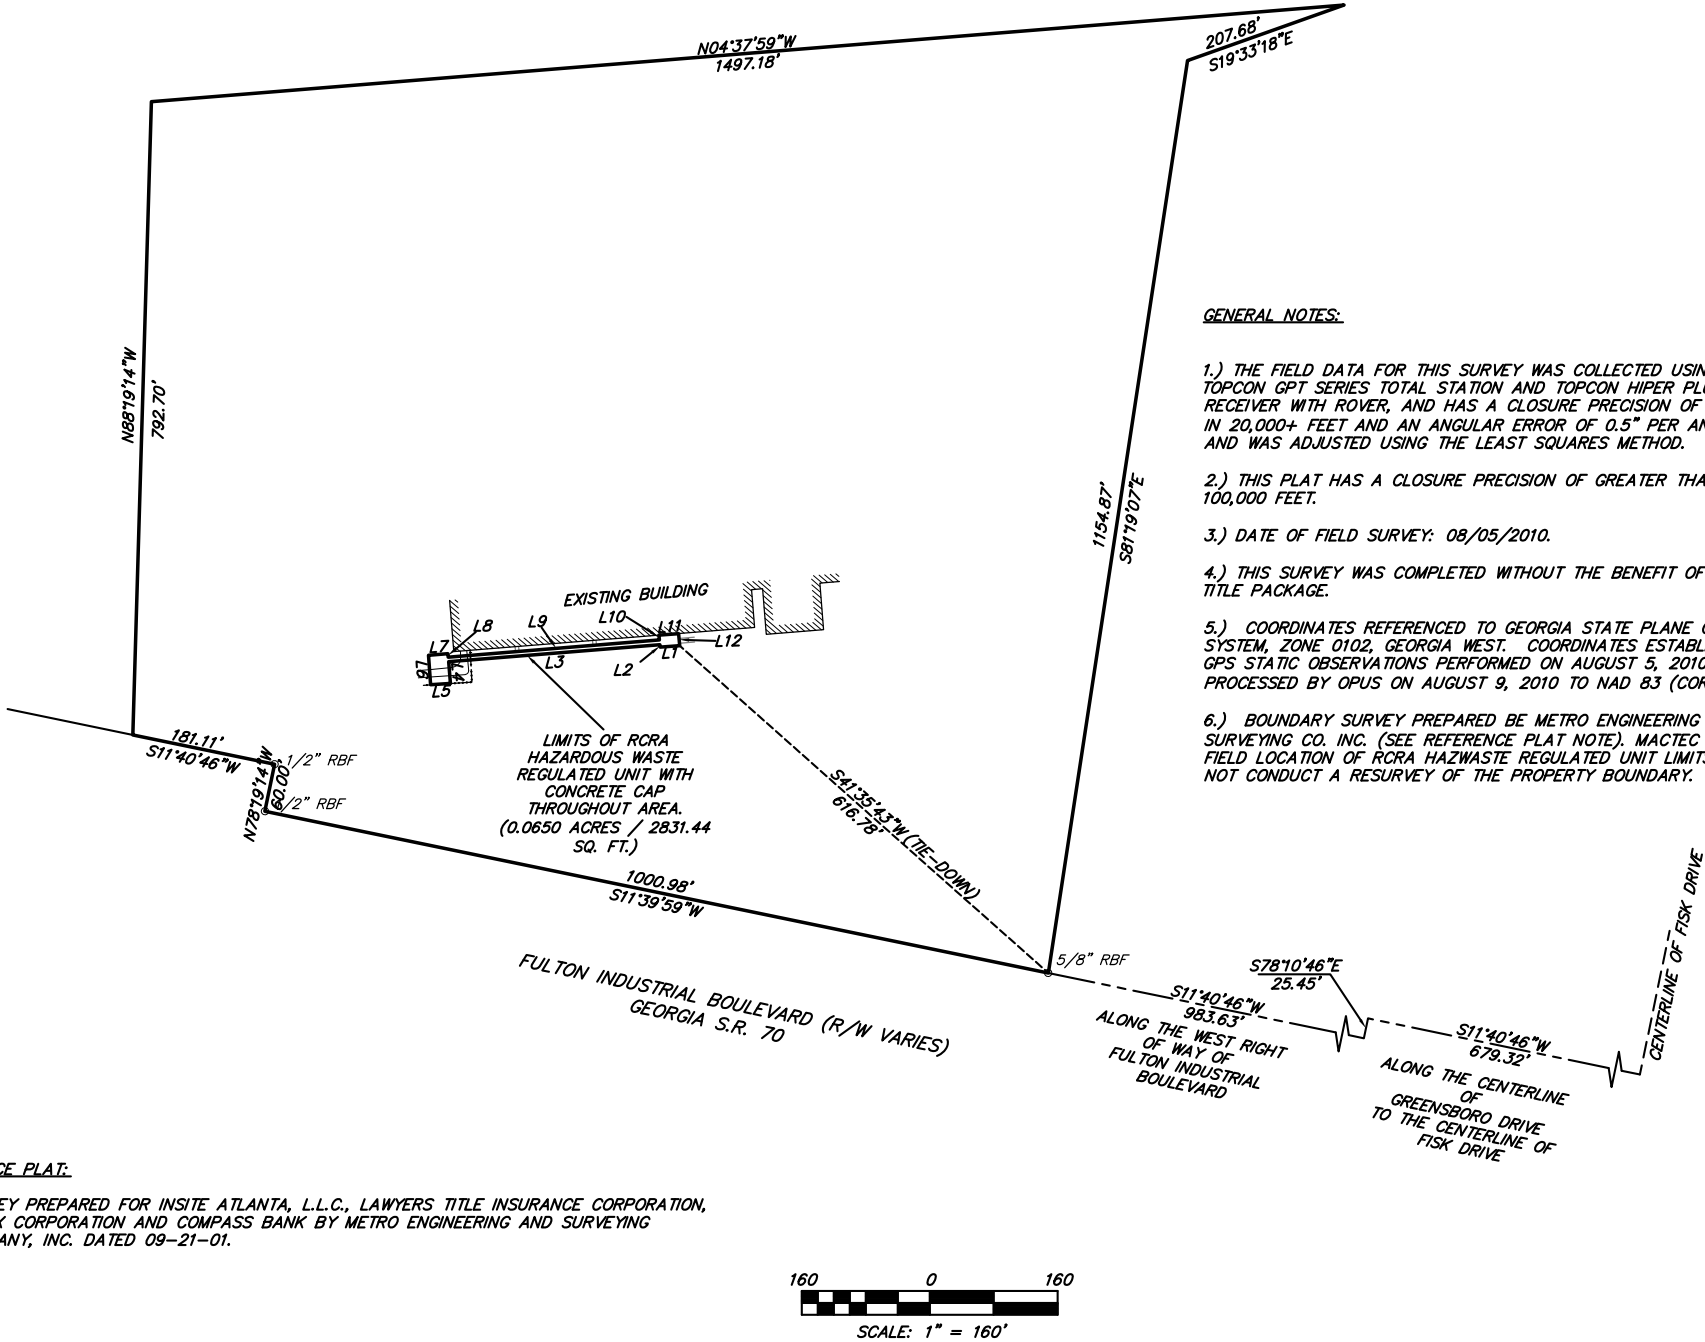 N04°37'59"W
1497.18'
207.68'
S19°33'18"E
N88°19'14"W
792.70'
1154.87'
S81°19'07"E
GENERAL NOTES:
1.) THE FIELD DATA FOR THIS SURVEY WAS COLLECTED
TOPCON GPT SERIES TOTAL STATION AND TOPCON HIPER
RECEIVER WITH ROVER, AND HAS A CLOSURE PRECISION OF
IN 20,000+ FEET AND AN ANGULAR ERROR OF 0.5" PER
AND WAS ADJUSTED USING THE LEAST SQUARES METHOD.
2.) THIS PLAT HAS A CLOSURE PRECISION OF GREATER
100,000 FEET.
3.) DATE OF FIELD SURVEY: 08/05/2010.
4.) THIS SURVEY WAS COMPLETED WITHOUT THE BENEFIT OF
TITLE PACKAGE.
5.) COORDINATES REFERENCED TO GEORGIA STATE PLANE
SYSTEM, ZONE 0102, GEORGIA WEST. COORDINATES
GPS STATIC OBSERVATIONS PERFORMED ON AUGUST 5, 2010
PROCESSED BY OPUS ON AUGUST 9, 2010 TO NAD 83
6.) BOUNDARY SURVEY PREPARED BE METRO ENGINEERING
SURVEYING CO. INC. (SEE REFERENCE PLAT NOTE). MACTEC
FIELD LOCATION OF RCRA HAZWASTE REGULATED UNIT LIMITS
NOT CONDUCT A RESURVEY OF THE PROPERTY BOUNDARY.
EXISTING BUILDING
L7
L8
L9
L10
L11
L12
L1
L2
L3
L4
L5
L6
LIMITS OF RCRA
HAZARDOUS WASTE
REGULATED UNIT WITH
CONCRETE CAP
THROUGHOUT AREA.
(0.0650 ACRES / 2831.44
SQ. FT.)
181.11'
S11°40'46"W
1/2" RBF
N78°19'14"W
60.00'
1/2" RBF
S41°35'43"W (TIE-DOWN)
616.78'
1000.98'
S11°39'59"W
5/8" RBF
FULTON INDUSTRIAL BOULEVARD (R/W VARIES)
GEORGIA S.R. 70
S11°40'46"W
983.63'
ALONG THE WEST RIGHT
OF WAY OF
FULTON INDUSTRIAL
BOULEVARD
S78°10'46"E
25.45'
S11°40'46"W
679.32'
ALONG THE CENTERLINE
OF
GREENSBORO DRIVE
TO THE CENTERLINE OF
FISK DRIVE
CENTERLINE OF FISK DRIVE
PLAT:
PREPARED FOR INSITE ATLANTA, L.L.C., LAWYERS TITLE INSURANCE CORPORATION,
CORPORATION AND COMPASS BANK BY METRO ENGINEERING AND SURVEYING
INC. DATED 09-21-01.
160 0 160
SCALE: 1" = 160'